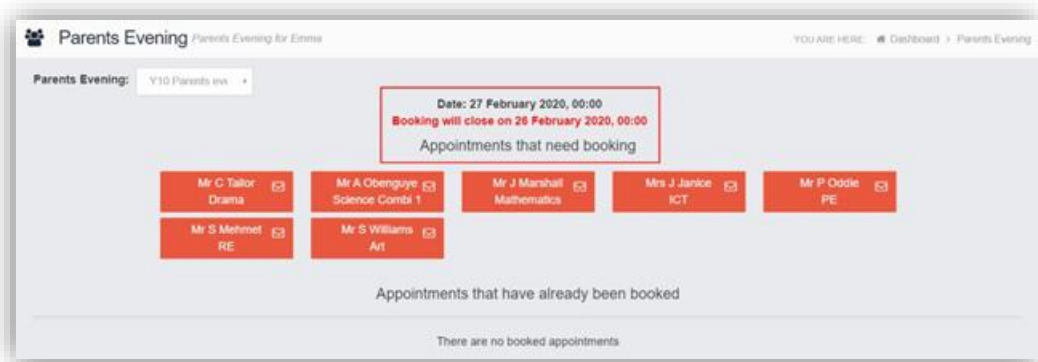 Parents Evening Parents Evening for Emma
YOU ARE HERE: Dashboard > Parents Evening
Parents Evening: Y10 Parents eve
Date: 27 February 2020, 00:00
Booking will close on 26 February 2020, 00:00
Appointments that need booking
Mr C Tailor
Drama
Mr A Obenguye
Science Combi 1
Mr J Marshall
Mathematics
Mrs J Janice
ICT
Mr P Oddie
PE
Mr S Mehmet
RE
Mr S Williams
Art
Appointments that have already been booked
There are no booked appointments